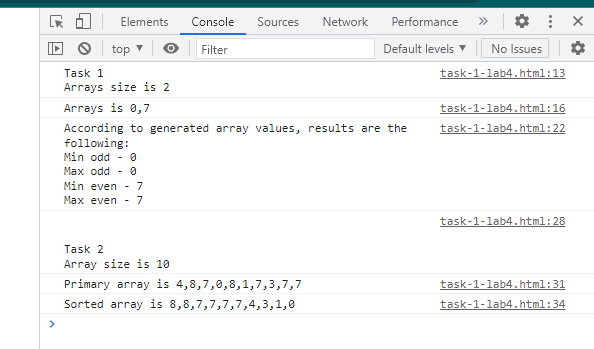 Elements Console Sources Network Performance »
top ▼ Filter Default levels ▼ No Issues
Task 1 task-1-lab4.html:13
Arrays size is 2
Arrays is 0,7 task-1-lab4.html:16
According to generated array values, results are the task-1-lab4.html:22
following:
Min odd - 0
Max odd - 0
Min even - 7
Max even - 7
task-1-lab4.html:28
Task 2
Array size is 10
Primary array is 4,8,7,0,8,1,7,3,7,7 task-1-lab4.html:31
Sorted array is 8,8,7,7,7,7,4,3,1,0 task-1-lab4.html:34
>